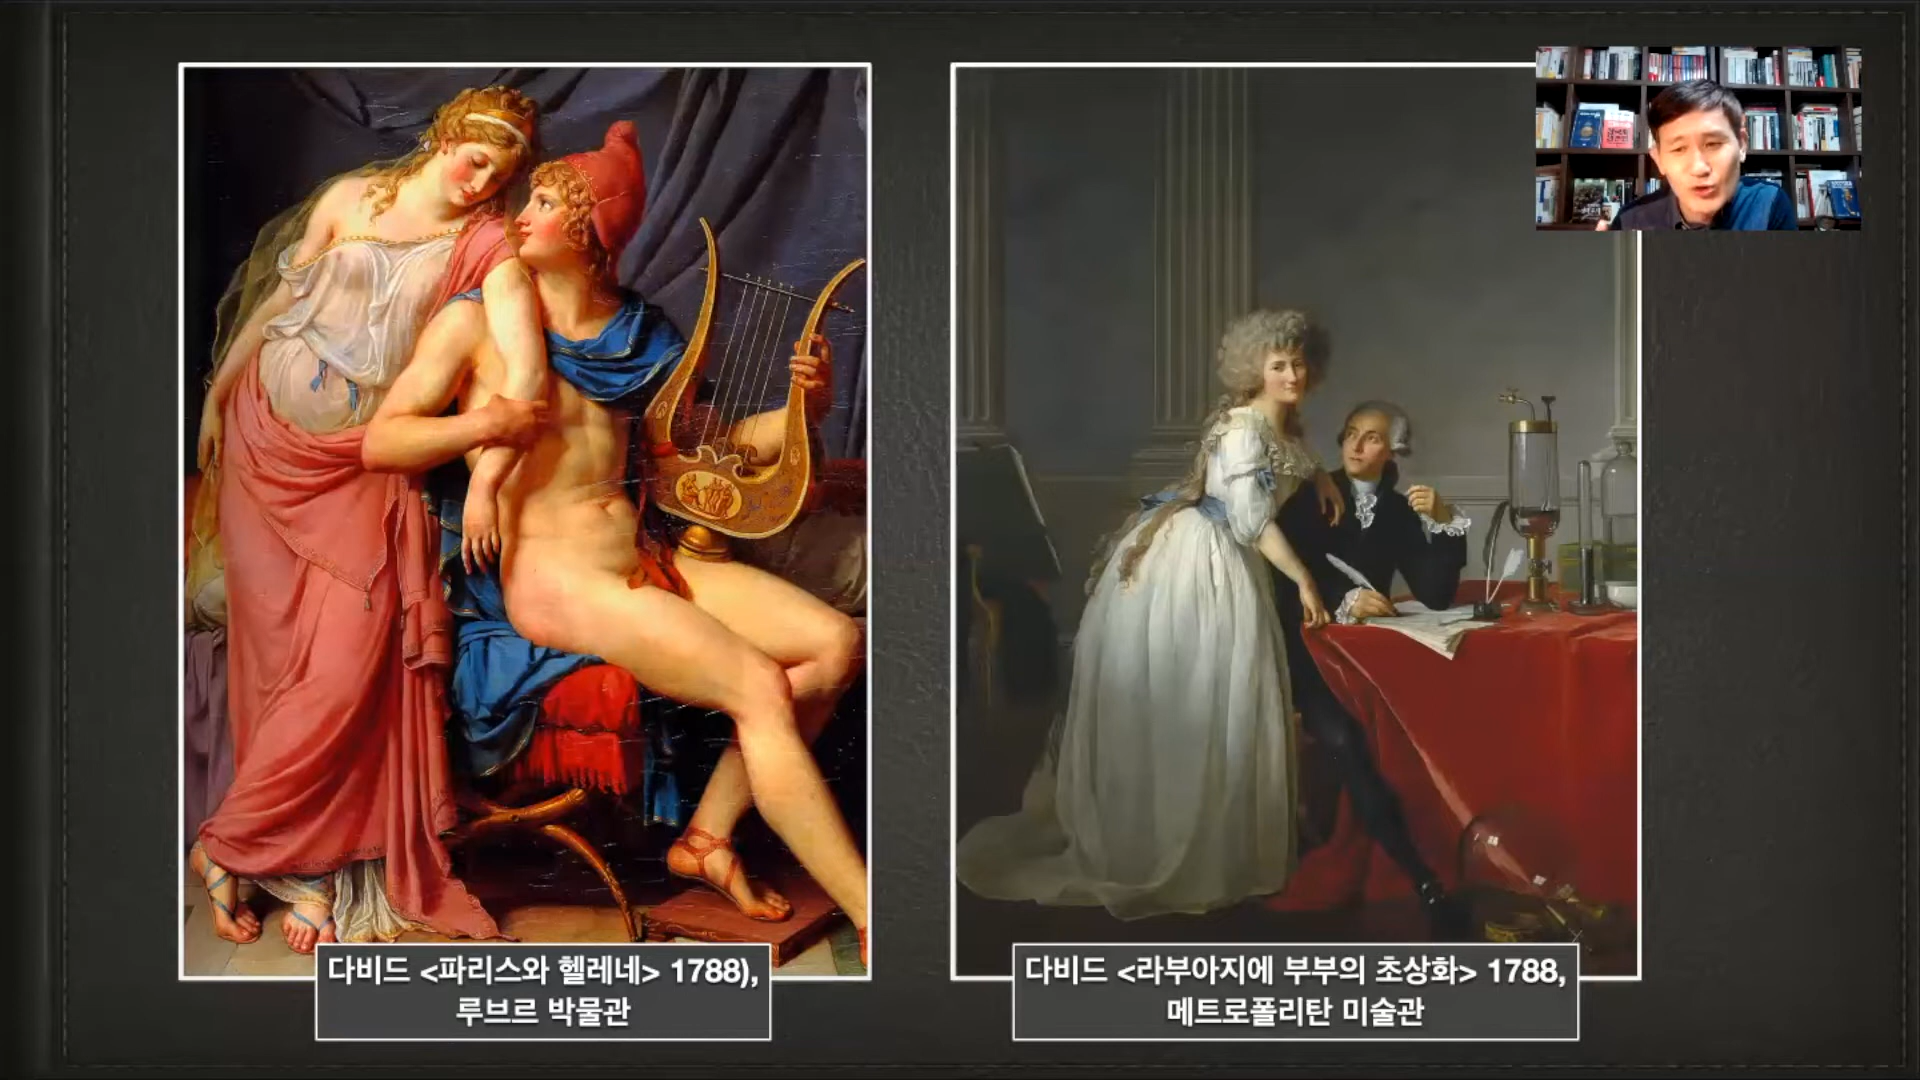 다비드 <파리스와 헬레네> 1788),
루브르 박물관
다비드 <라부아지에 부부의 초상화> 1788,
메트로폴리탄 미술관